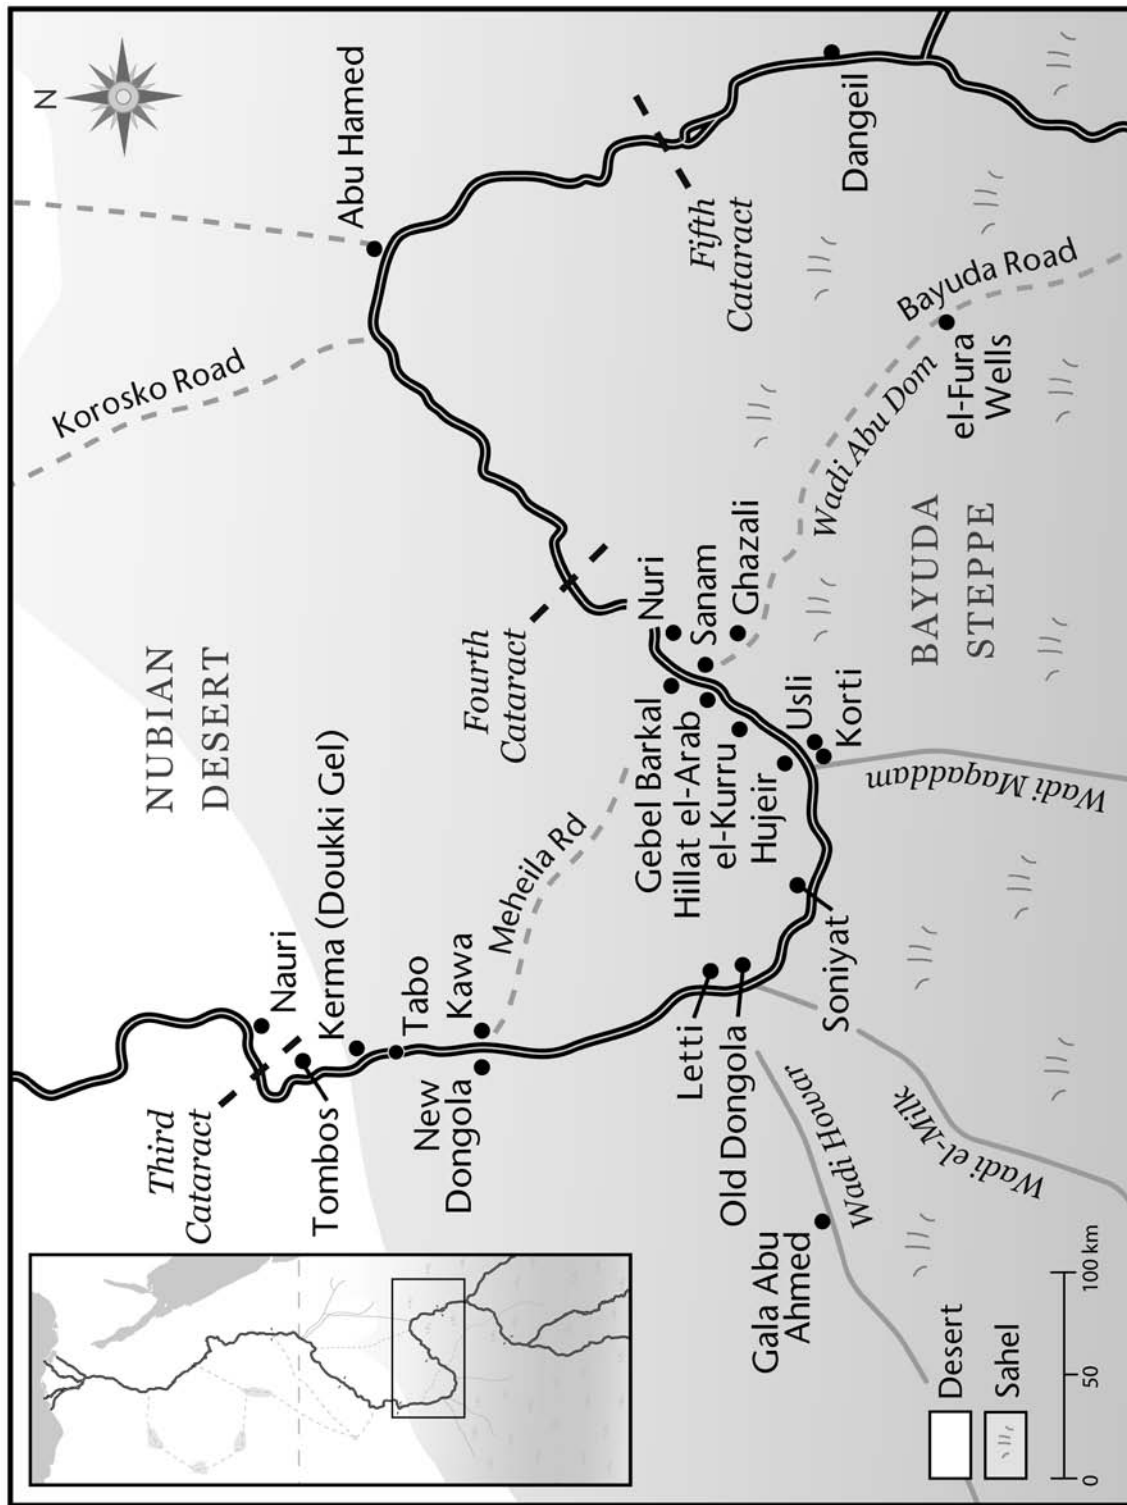 N
Abu Hamed
Korosko Road
NUBIAN
DESERT
Nauri
Third
Cataract
Tombos
Kerma (Doukki Gel)
Tabo
Kawa
New
Dongola
Meheila Rd
Fourth
Cataract
Fifth
Cataract
Dangeil
Nuri
Sanam
Ghazali
Gebel Barkal
Hillat el-Arab
el-Kurru
Hujeir
Usli
Korti
Wadi Abu Dom
Bayuda Road
el-Fura
Wells
BAYUDA
STEPPE
Wadi Maqaddam
Letti
Old Dongola
Soniyat
Wadi Howar
Wadi el-Milk
Gala Abu
Ahmed
Desert
Sahel
0
50
100 km